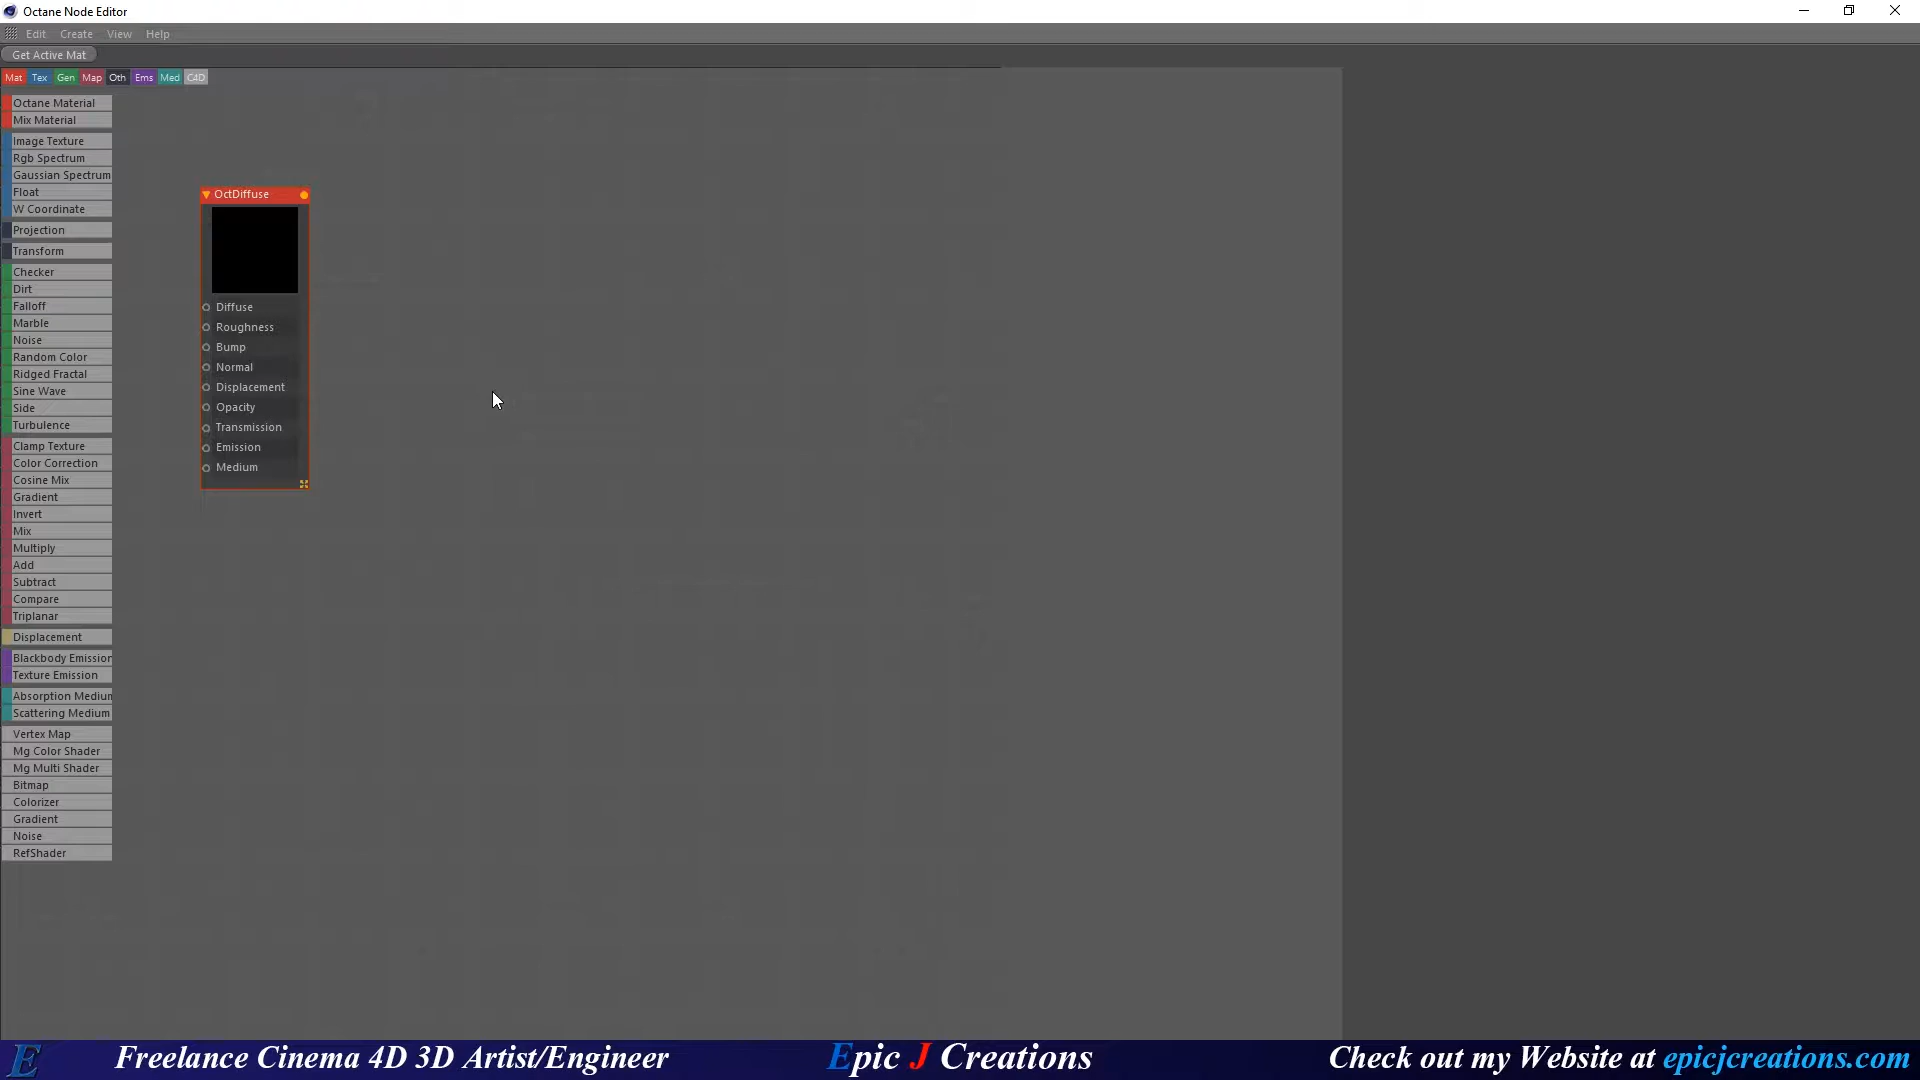 Octane Node Editor
Edit Create View Help
Get Active Mat
Mat Tex Gen Map Oth Ems Med C4D
Octane Material
Mix Material
Image Texture
Rgb Spectrum
Gaussian Spectrum
Float
W Coordinate
Projection
Transform
Checker
Dirt
Falloff
Marble
Noise
Random Color
Ridged Fractal
Sine Wave
Side
Turbulence
Clamp Texture
Color Correction
Cosine Mix
Gradient
Invert
Mix
Multiply
Add
Subtract
Compare
Triplanar
Displacement
Blackbody Emission
Texture Emission
Absorption Medium
Scattering Medium
Vertex Map
Mg Color Shader
Mg Multi Shader
Bitmap
Colorizer
Gradient
Noise
RefShader
OctDiffuse
Diffuse
Roughness
Bump
Normal
Displacement
Opacity
Transmission
Emission
Medium
E Freelance Cinema 4D 3D Artist/Engineer Epic J Creations Check out my Website at epicjcreations.com